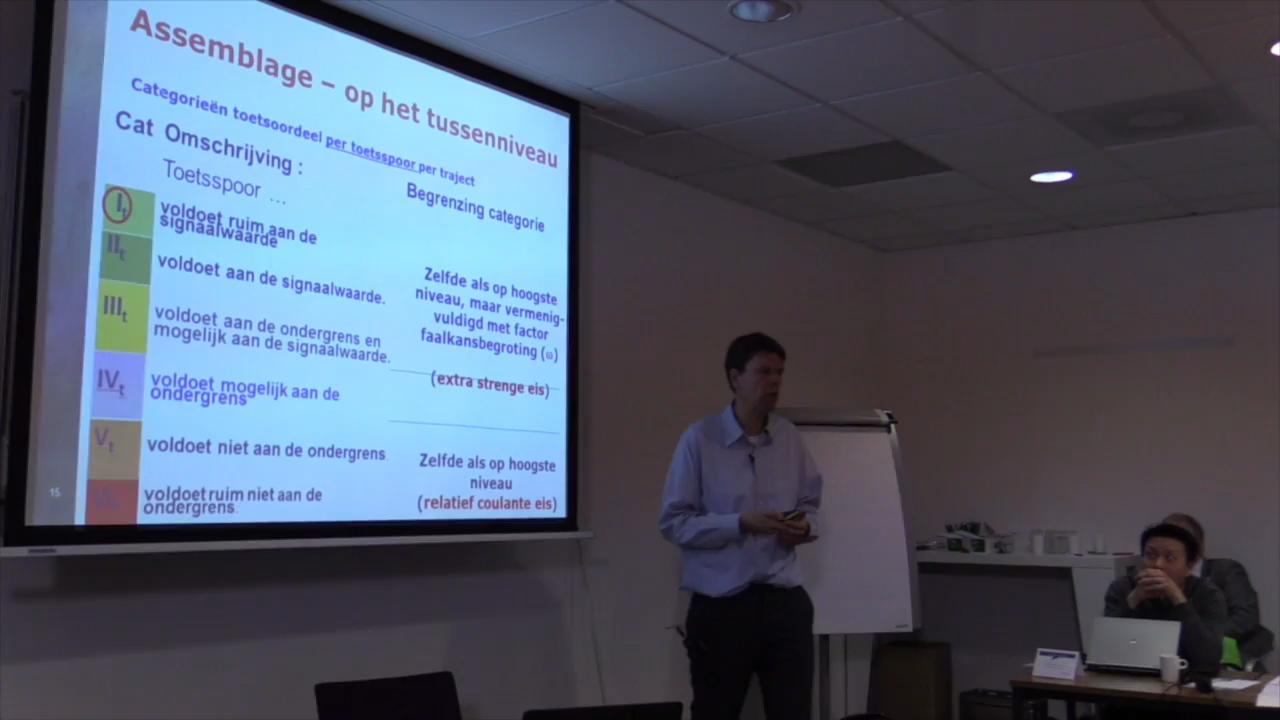 Assemblage – op het tussenniveau
Categorieën toetsoordeel per toetsspoor per traject
Cat Omschrijving :
Toetsspoor ...
Begrenzing categorie
It
voldoet ruim aan de
signaalwaarde
IIt
voldoet aan de signaalwaarde.
IIIt
voldoet aan de ondergrens en
mogelijk aan de signaalwaarde.
Zelfde als op hoogste
niveau, maar vermenig-
vuldigd met factor
faalkansbegroting (ω)
(extra strenge eis)
IVt
voldoet mogelijk aan de
ondergrens
Vt
voldoet niet aan de ondergrens.
voldoet ruim niet aan de
ondergrens.
Zelfde als op hoogste
niveau
(relatief coulante eis)
15